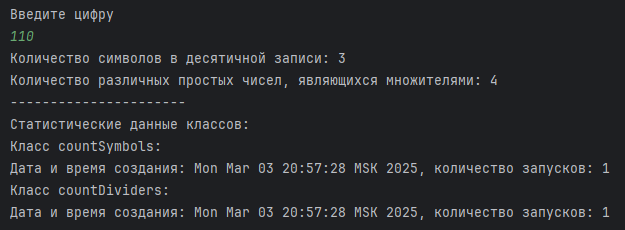 Введите цифру
110
Количество символов в десятичной записи: 3
Количество различных простых чисел, являющихся множителями: 4
----------------------
Статистические данные классов:
Класс countSymbols:
Дата и время создания: Mon Mar 03 20:57:28 MSK 2025, количество запусков: 1
Класс countDividers:
Дата и время создания: Mon Mar 03 20:57:28 MSK 2025, количество запусков: 1